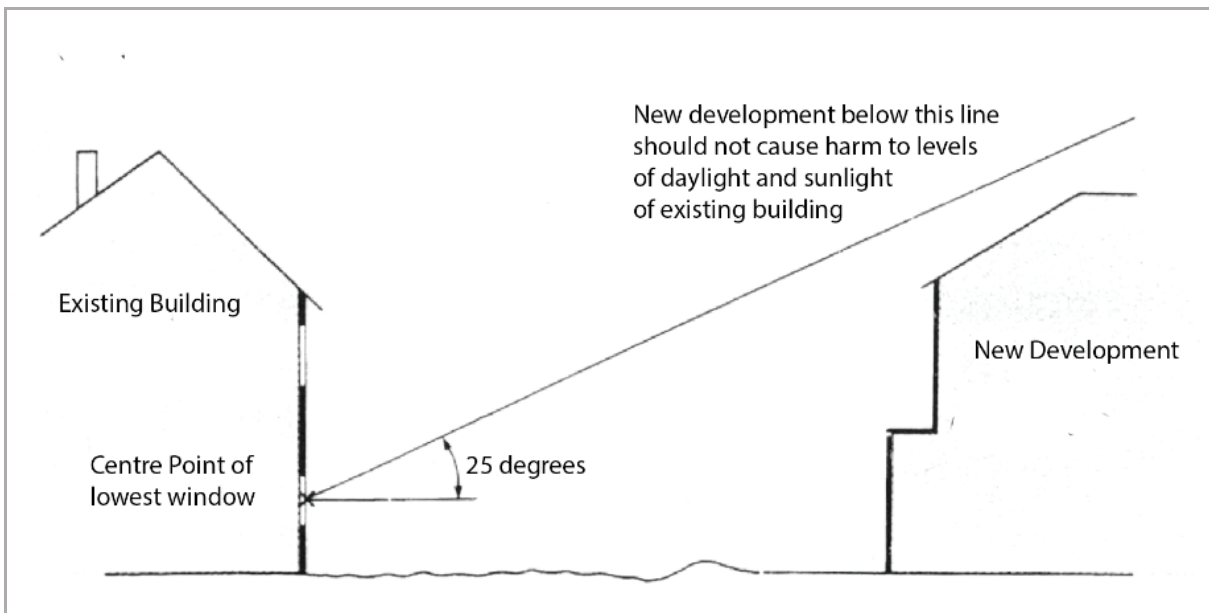 New development below this line
should not cause harm to levels
of daylight and sunlight
of existing building
Existing Building
New Development
Centre Point of
lowest window
25 degrees